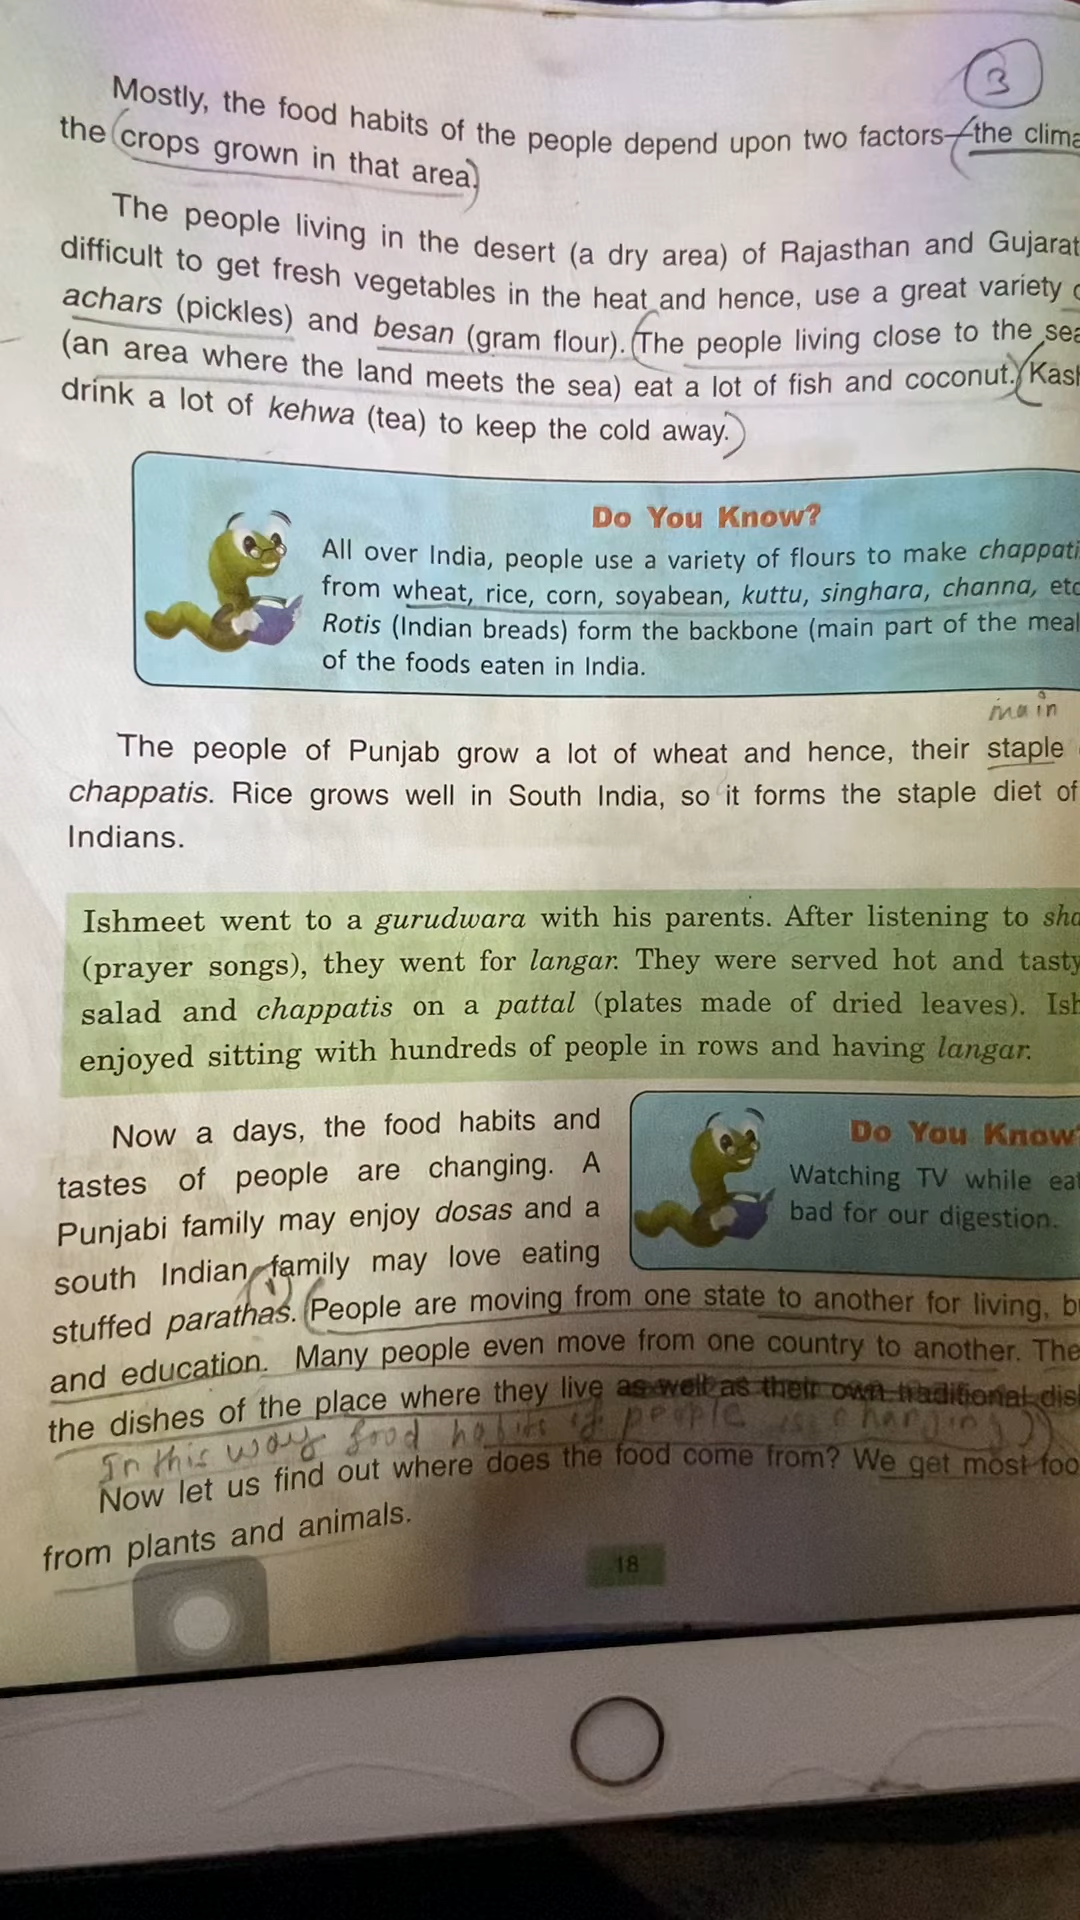 3
Mostly, the food habits of the people depend upon two factors—the clima
the crops grown in that area.
The people living in the desert (a dry area) of Rajasthan and Gujarat
difficult to get fresh vegetables in the heat and hence, use a great variety
achars (pickles) and besan (gram flour). The people living close to the sea
(an area where the land meets the sea) eat a lot of fish and coconut. Kash
drink a lot of kehwa (tea) to keep the cold away.
Do You Know?
All over India, people use a variety of flours to make chappati
from wheat, rice, corn, soyabean, kuttu, singhara, channa, etc
Rotis (Indian breads) form the backbone (main part of the meal
of the foods eaten in India.
main
The people of Punjab grow a lot of wheat and hence, their staple
chappatis. Rice grows well in South India, so it forms the staple diet of
Indians.
Ishmeet went to a gurudwara with his parents. After listening to sha
(prayer songs), they went for langar. They were served hot and tasty
salad and chappatis on a pattal (plates made of dried leaves). Ish
enjoyed sitting with hundreds of people in rows and having langar.
Now a days, the food habits and
tastes of people are changing. A
Punjabi family may enjoy dosas and a
south Indian family may love eating
stuffed parathas. People are moving from one state to another for living, b
and education. Many people even move from one country to another. The
the dishes of the place where they live as well as their own traditional dis
In this way food habits of people is changing
Do You Know
Watching TV while eat
bad for our digestion.
Now let us find out where does the food come from? We get most foo
from plants and animals.
18